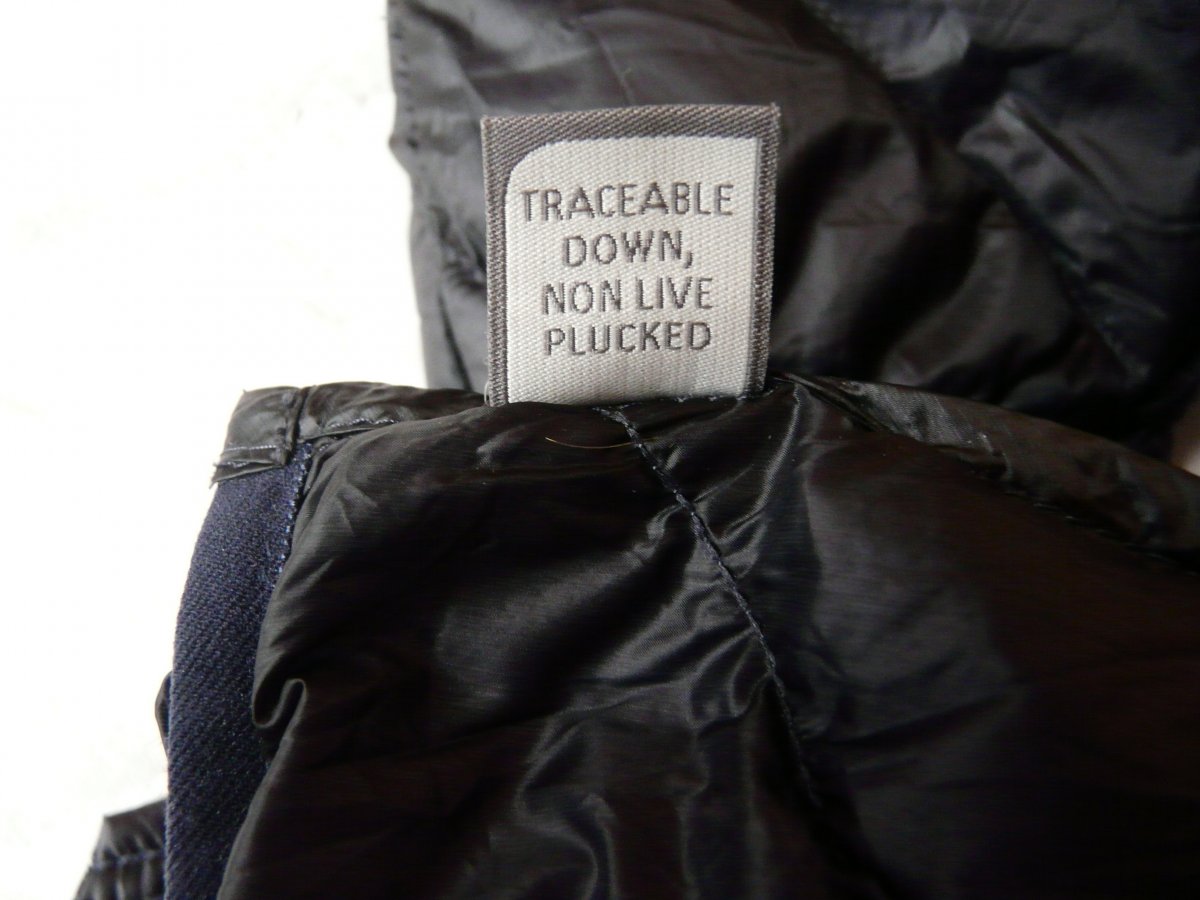 TRACEABLE
DOWN,
NON LIVE
PLUCKED